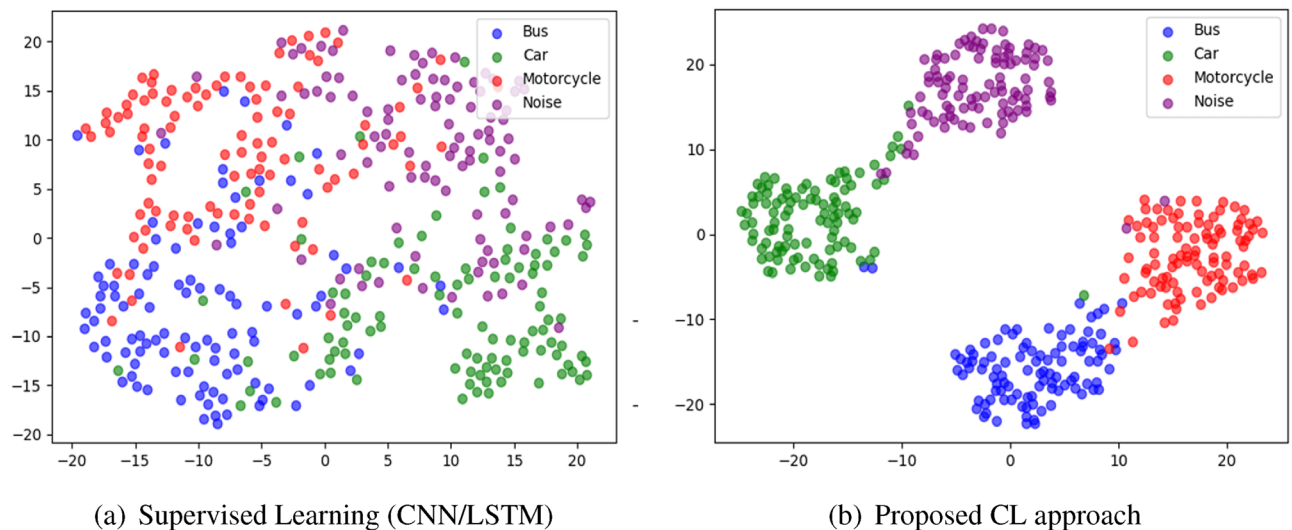 Bus
Car
Motorcycle
Noise
20
15
10
5
0
−5
−10
−15
−20
−20 −15 −10 −5 0 5 10 15 20
(a) Supervised Learning (CNN/LSTM)
Bus
Car
Motorcycle
Noise
20
10
0
−10
−20
−20 −10 0 10 20
(b) Proposed CL approach